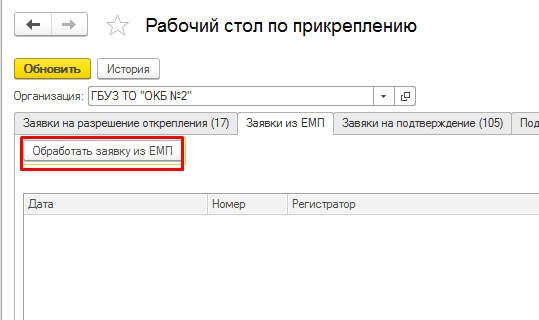 Рабочий стол по прикреплению
Обновить История
Организация: ГБУЗ ТО "ОКБ №2"
Заявки на разрешение открепления (17) Заявки из ЕМП Завяки на подтверждение (105) Под
Обработать заявку из ЕМП
Дата Номер Регистратор